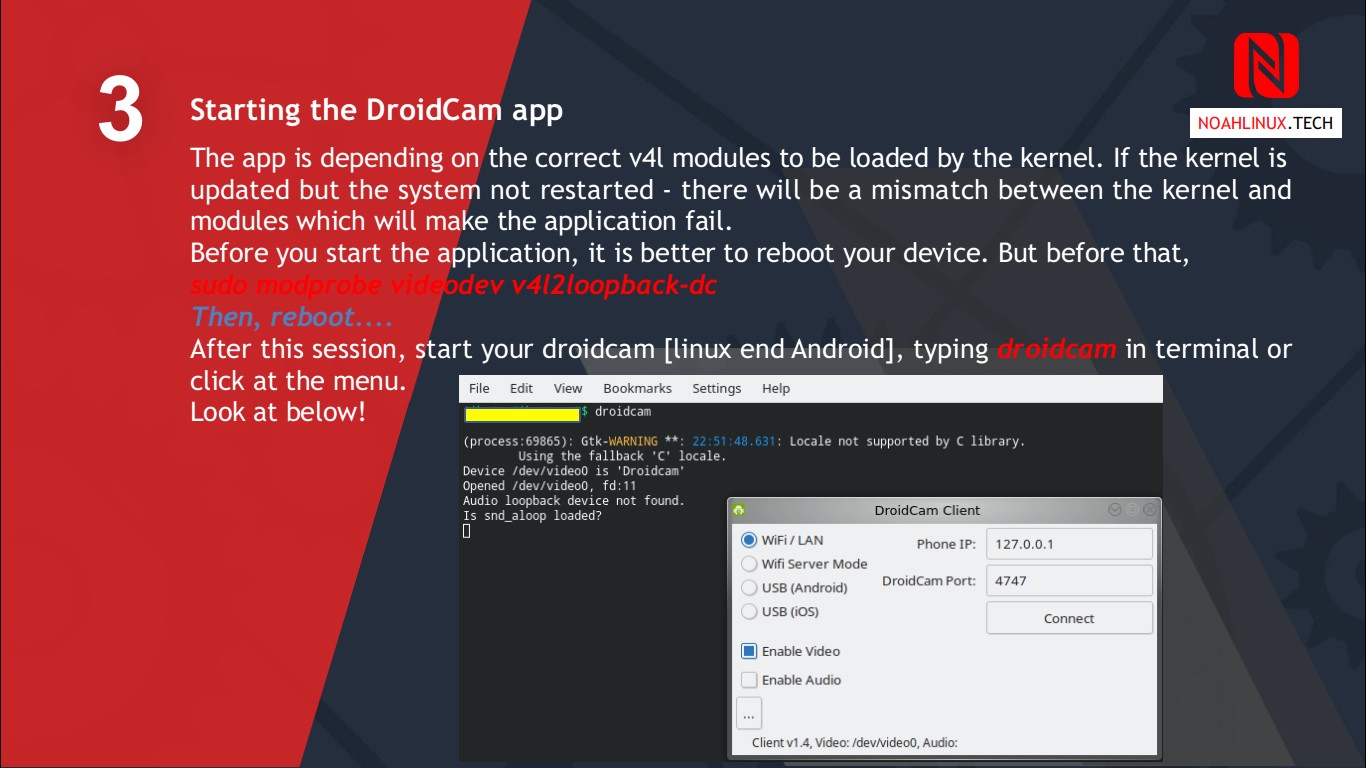 3
Starting the DroidCam app
NOAHLINUX.TECH
The app is depending on the correct v4l modules to be loaded by the kernel. If the kernel is
updated but the system not restarted - there will be a mismatch between the kernel and
modules which will make the application fail.
Before you start the application, it is better to reboot your device. But before that,
sudo modprobe videodev v4l2loopback-dc
Then, reboot....
After this session, start your droidcam [linux end Android], typing droidcam in terminal or
click at the menu.
Look at below!
File Edit View Bookmarks Settings Help
$ droidcam
(process:69865): Gtk-WARNING **: 22:51:48.631: Locale not supported by C library.
Using the fallback 'C' locale.
Device /dev/video0 is 'Droidcam'
Opened /dev/video0, fd:11
Audio loopback device not found.
Is snd_aloop loaded?
DroidCam Client
WiFi / LAN
Wifi Server Mode
USB (Android)
USB (iOS)
Phone IP: 127.0.0.1
DroidCam Port: 4747
Connect
Enable Video
Enable Audio
...
Client v1.4, Video: /dev/video0, Audio: